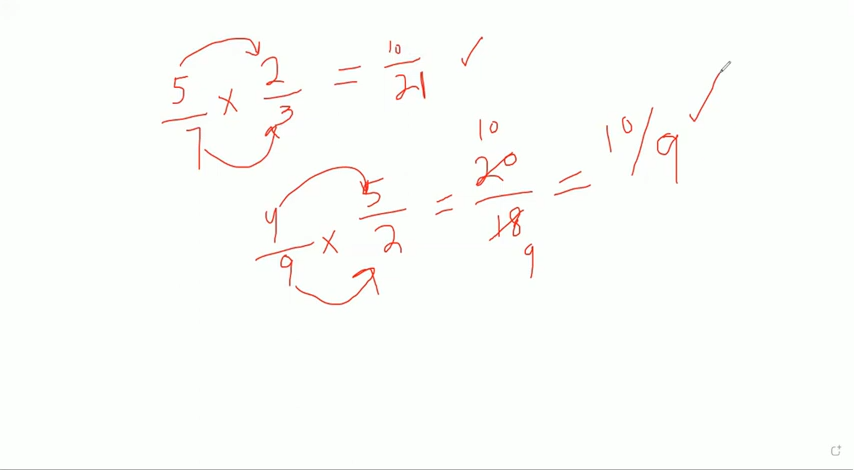 5/7 × 2/3 = 10/21 ✓
4/9 × 5/2 = 20/18 = 10/9 ✓
10
9